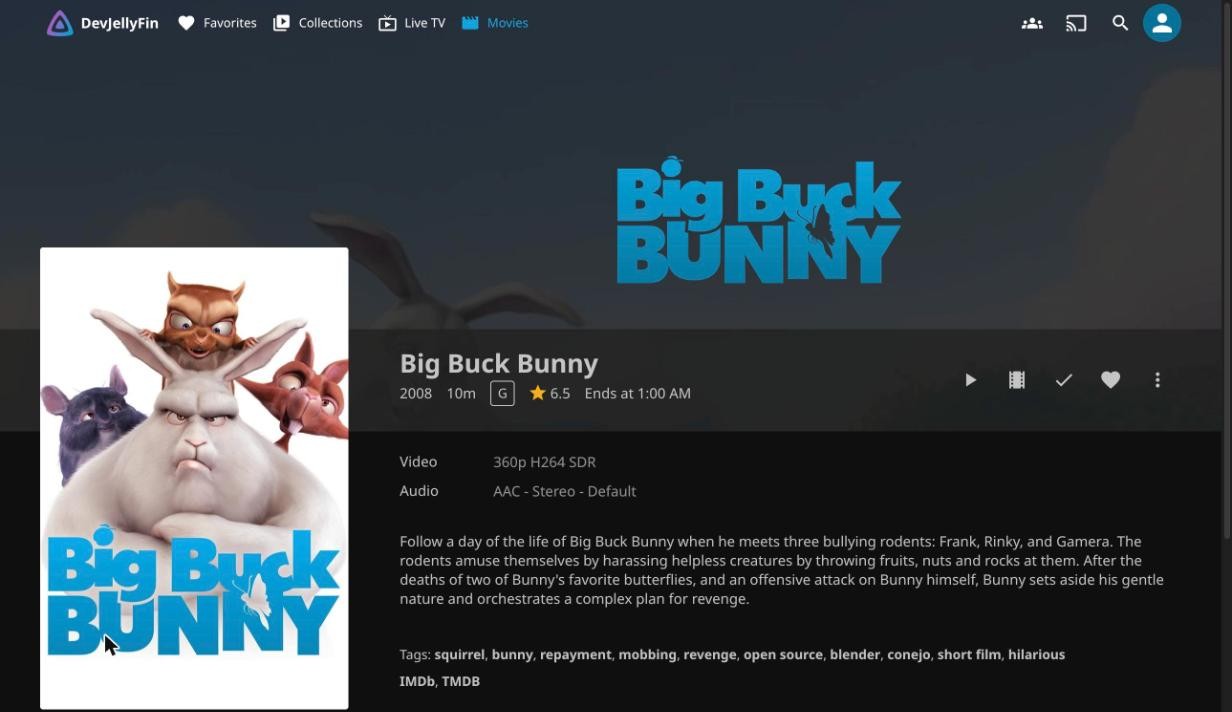 DevJellyFin Favorites Collections Live TV Movies
Big Buck
BUNNY
Big Buck Bunny
2008 10m G 6.5 Ends at 1:00 AM
Video 360p H264 SDR
Audio AAC - Stereo - Default
Follow a day of the life of Big Buck Bunny when he meets three bullying rodents: Frank, Rinky, and Gamera. The
rodents amuse themselves by harassing helpless creatures by throwing fruits, nuts and rocks at them. After the
deaths of two of Bunny's favorite butterflies, and an offensive attack on Bunny himself, Bunny sets aside his gentle
nature and orchestrates a complex plan for revenge.
Big Buck
BUNNY
Tags: squirrel, bunny, repayment, mobbing, revenge, open source, blender, conejo, short film, hilarious
IMDb, TMDB